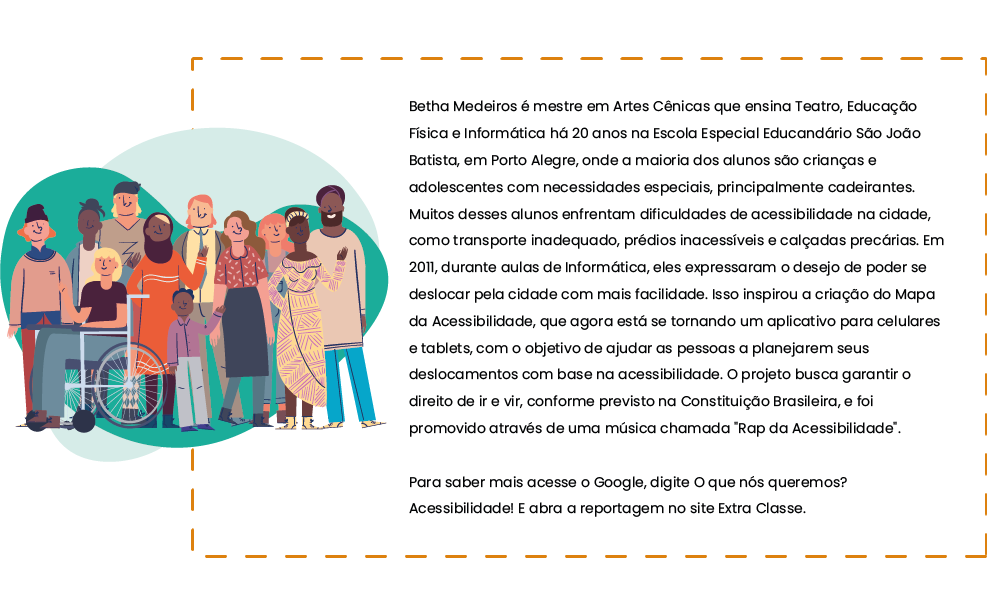 Betha Medeiros é mestre em Artes Cênicas que ensina Teatro, Educação
Física e Informática há 20 anos na Escola Especial Educandário São João
Batista, em Porto Alegre, onde a maioria dos alunos são crianças e
adolescentes com necessidades especiais, principalmente cadeirantes.
Muitos desses alunos enfrentam dificuldades de acessibilidade na cidade,
como transporte inadequado, prédios inacessíveis e calçadas precárias. Em
2011, durante aulas de Informática, eles expressaram o desejo de poder se
deslocar pela cidade com mais facilidade. Isso inspirou a criação do Mapa
da Acessibilidade, que agora está se tornando um aplicativo para celulares
e tablets, com o objetivo de ajudar as pessoas a planejarem seus
deslocamentos com base na acessibilidade. O projeto busca garantir o
direito de ir e vir, conforme previsto na Constituição Brasileira, e foi
promovido através de uma música chamada "Rap da Acessibilidade".
Para saber mais acesse o Google, digite O que nós queremos?
Acessibilidade! E abra a reportagem no site Extra Classe.